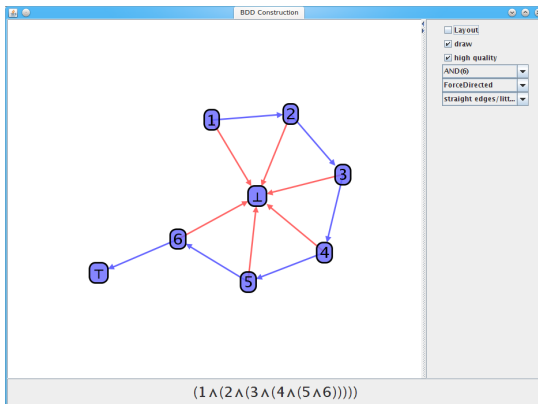 BDD Construction
Layout
draw
high quality
AND(6)
ForceDirected
straight edges/litt...
1
2
3
⊥
6
4
5
⊤
(1∧(2∧(3∧(4∧(5∧6)))))